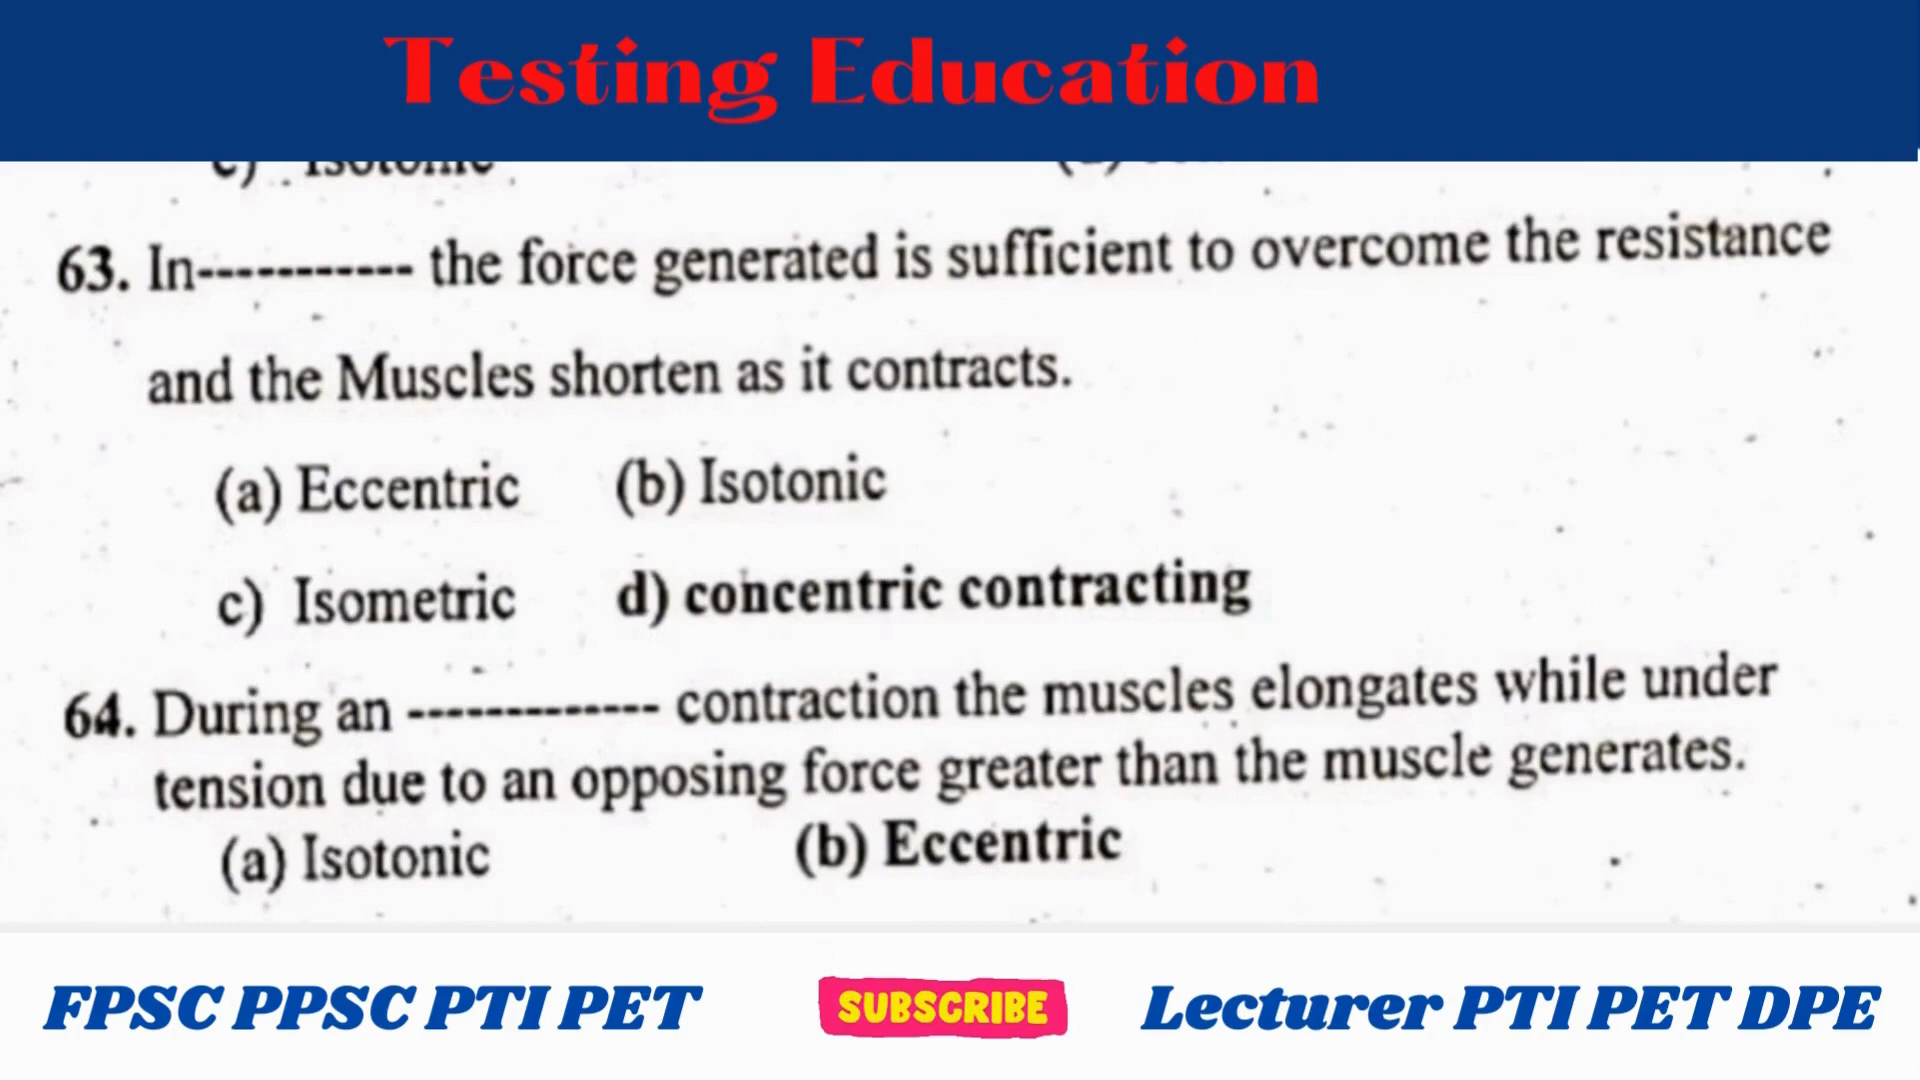 Testing Education
c) Isotonic
63. In----------- the force generated is sufficient to overcome the resistance
and the Muscles shorten as it contracts.
(a) Eccentric (b) Isotonic
c) Isometric d) concentric contracting
64. During an ------------- contraction the muscles elongates while under
tension due to an opposing force greater than the muscle generates.
(a) Isotonic (b) Eccentric
FPSC PPSC PTI PET SUBSCRIBE Lecturer PTI PET DPE